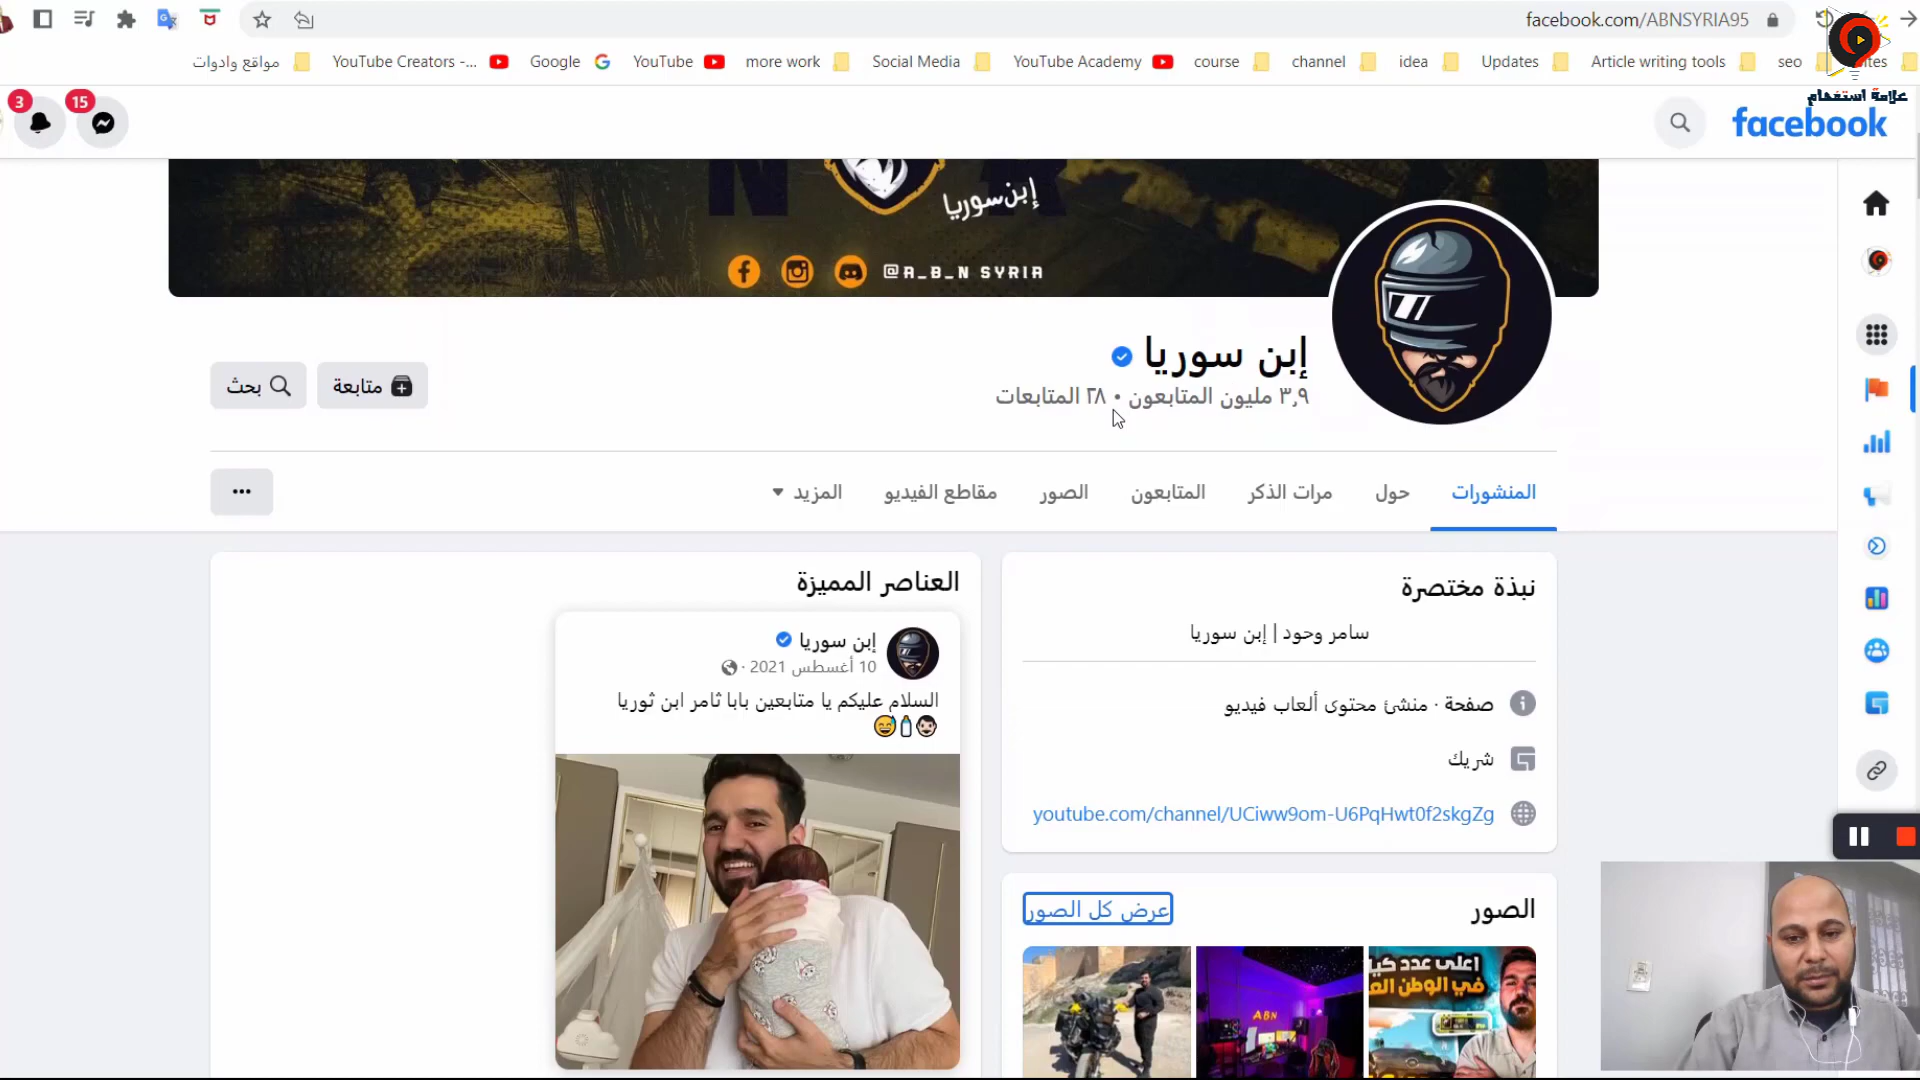 facebook.com/ABNSYRIA95
مواقع وادوات
YouTube Creators -...
Google
YouTube
more work
Social Media
YouTube Academy
course
channel
idea
Updates
Article writing tools
seo
علامة استفهام
3
15
facebook
إبن سوريا
@A_B_N SYRIA
إبن سوريا
٣٫٩ مليون المتابعون • ٢٨ المتابعات
متابعة
بحث
المنشورات
حول
مرات الذكر
المتابعون
الصور
مقاطع الفيديو
المزيد
نبذة مختصرة
سامر وحود | إبن سوريا
صفحة · منشئ محتوى ألعاب فيديو
شريك
youtube.com/channel/UCiww9om-U6PqHwt0f2skgZg
الصور
عرض كل الصور
اعلى عدد
ABN
العناصر المميزة
إبن سوريا
10 أغسطس 2021 ·
السلام عليكم يا متابعين بابا ثامر ابن ثوريا